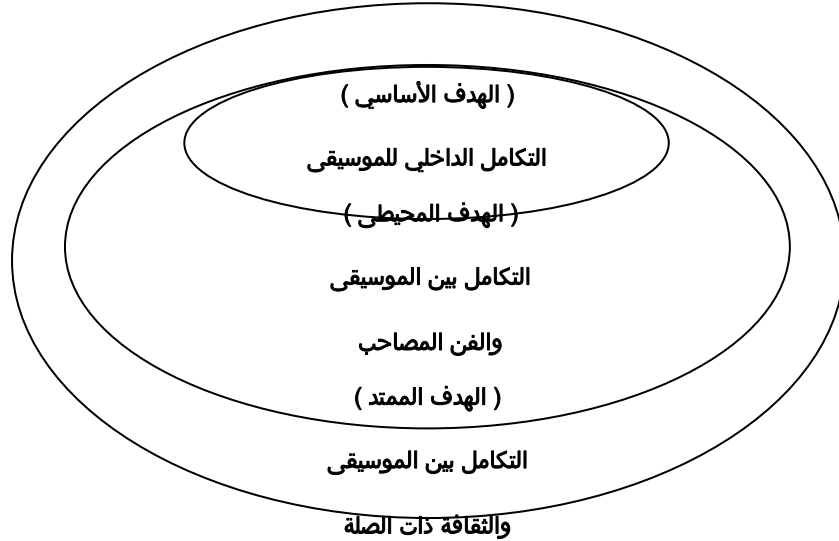 ( الهدف الأساسي )
التكامل الداخلي للموسيقى
( الهدف المحيطى )
التكامل بين الموسيقى
والفن المصاحب
( الهدف الممتد )
التكامل بين الموسيقى
والثقافة ذات الصلة